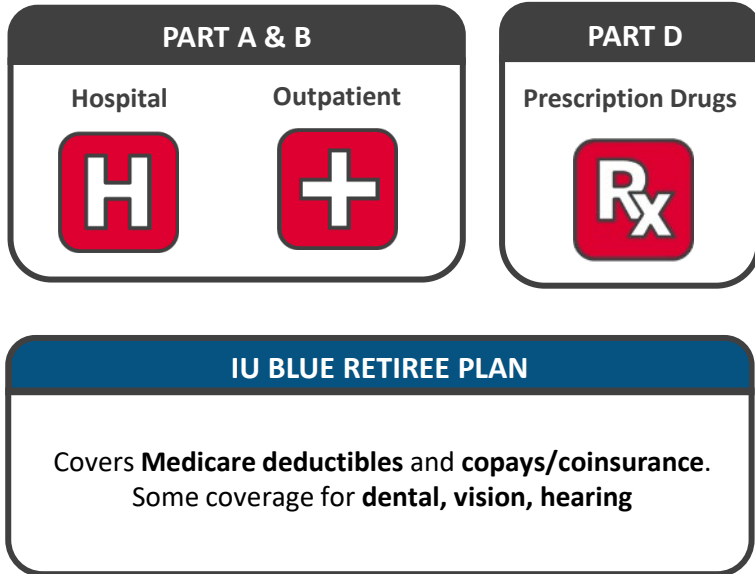 PART A & B
Hospital
Outpatient
H
PART D
Prescription Drugs
Rx
IU BLUE RETIREE PLAN
Covers Medicare deductibles and copays/coinsurance.
Some coverage for dental, vision, hearing